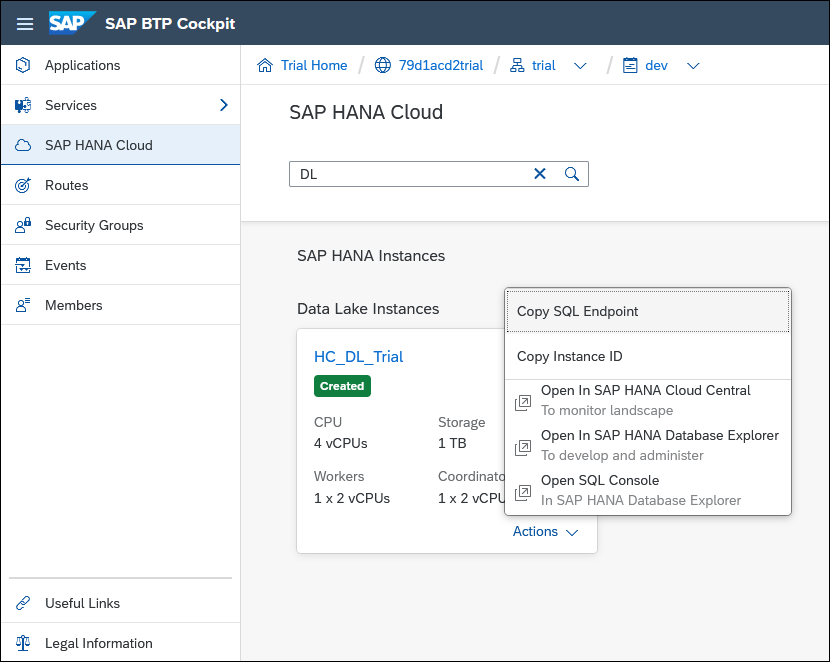 SAP SAP BTP Cockpit
Applications
Services
SAP HANA Cloud
Routes
Security Groups
Events
Members
Useful Links
Legal Information
Trial Home / 79d1acd2trial / trial / dev
SAP HANA Cloud
DL
SAP HANA Instances
Data Lake Instances
HC_DL_Trial
Created
CPU
4 vCPUs
Storage
1 TB
Workers
1 x 2 vCPUs
Coordinato
1 x 2 vCPU
Actions
Copy SQL Endpoint
Copy Instance ID
Open In SAP HANA Cloud Central
To monitor landscape
Open In SAP HANA Database Explorer
To develop and administer
Open SQL Console
In SAP HANA Database Explorer